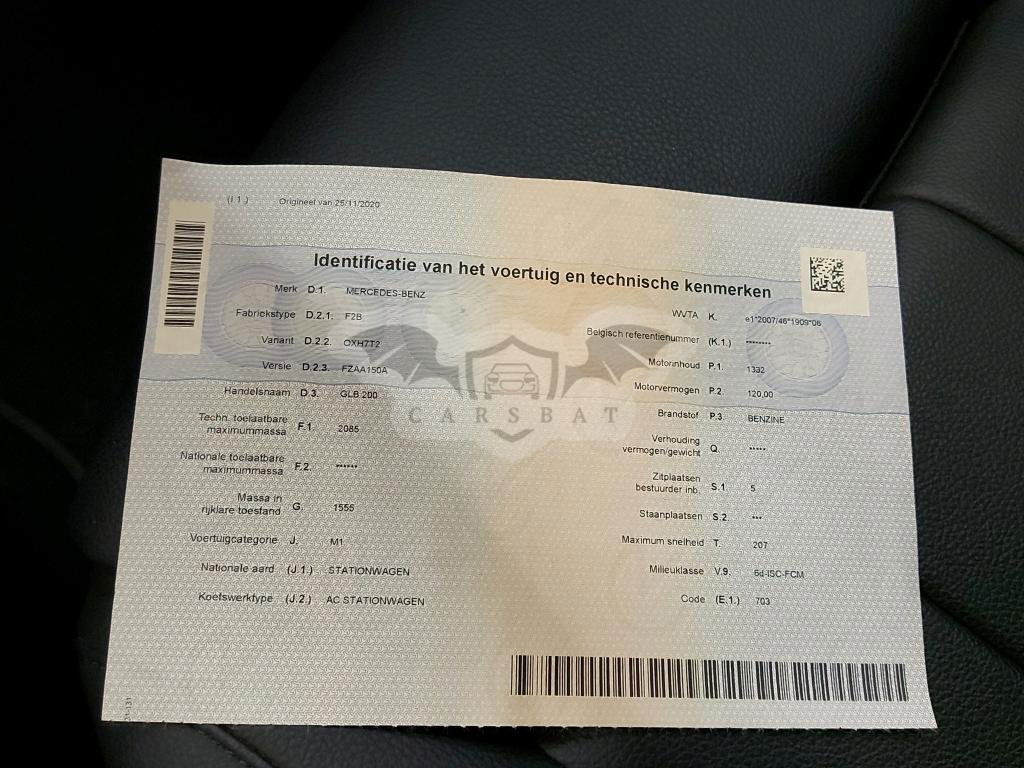 (I 1.) Origineel van 25/11/2020
Identificatie van het voertuig en technische kenmerken
Merk D.1. MERCEDES-BENZ
Fabriekstype D.2.1. F2B
Variant D.2.2. OXH7T2
Versie D.2.3. FZAA150A
Handelsnaam D.3. GLB 200
Techn. toelaatbare
maximummassa F.1. 2085
Nationale toelaatbare
maximummassa F.2. ******
Massa in
rijklare toestand G. 1555
Voertuigcategorie J. M1
Nationale aard (J.1.) STATIONWAGEN
Koetswerktype (J.2.) AC STATIONWAGEN
WVTA K. e1*2007/46*1909*06
Belgisch referentienummer (K.1.) ********
Motorinhoud P.1. 1332
Motorvermogen P.2. 120,00
Brandstof P.3. BENZINE
Verhouding
vermogen/gewicht Q. *****
Zitplaatsen
bestuurder inb. S.1. 5
Staanplaatsen S.2. ***
Maximum snelheid T. 207
Milieuklasse V.9. 6d-ISC-FCM
Code (E.1.) 703
CARSBAT